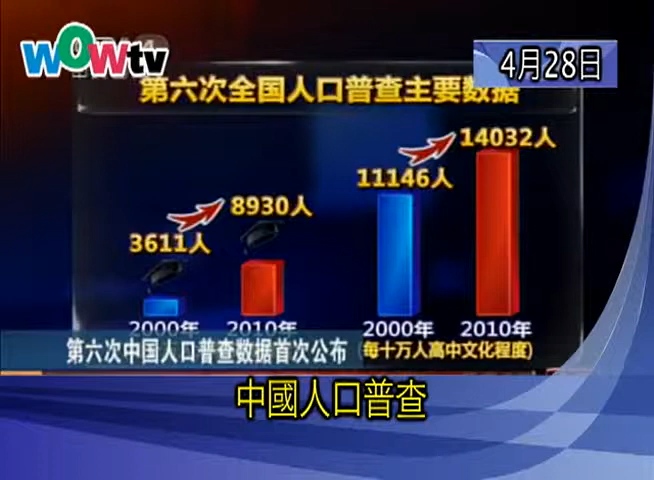 WOWtv
4月28日
第六次全国人口普查主要数据
14032人
11146人
8930人
3611人
2000年
2010年
2000年
2010年
第六次中国人口普查数据首次公布
(每十万人高中文化程度)
中國人口普查